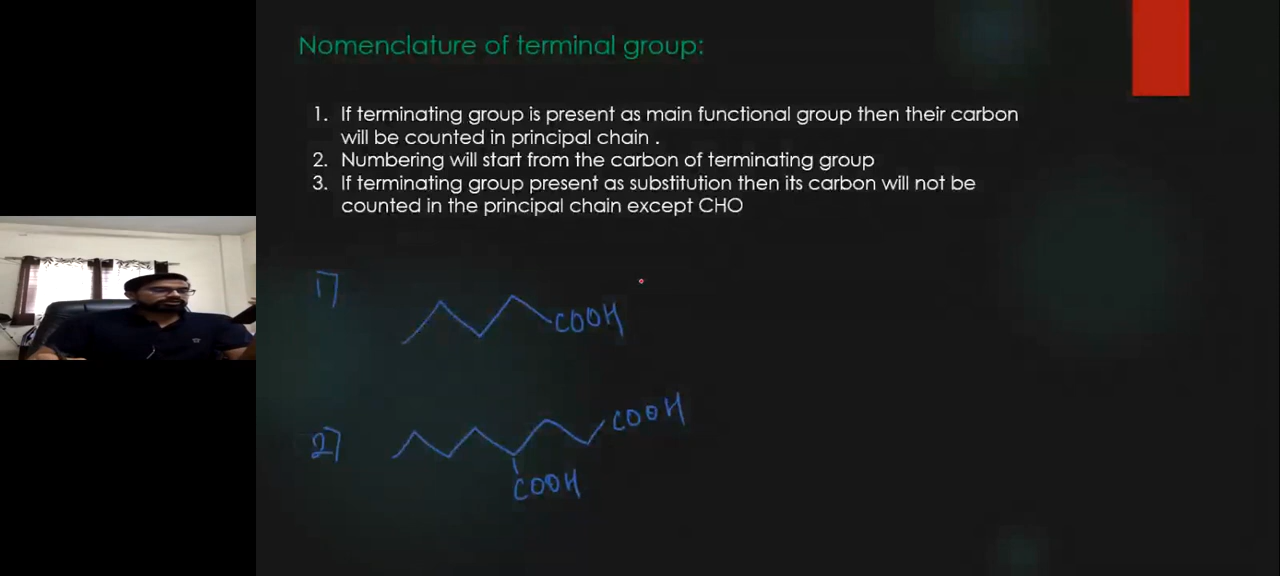 Nomenclature of terminal group:
1. If terminating group is present as main functional group then their carbon
will be counted in principal chain .
2. Numbering will start from the carbon of terminating group
3. If terminating group present as substitution then its carbon will not be
counted in the principal chain except CHO
1)
COOH
2)
COOH
COOH